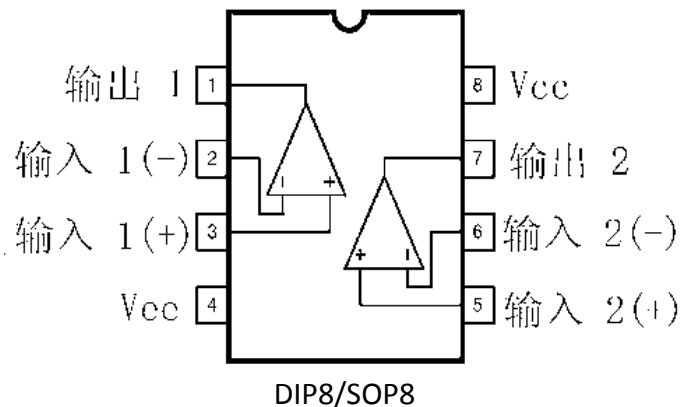 输出 1 1 8 Vcc
输入 1(-) 2 7 输出 2
- +
输入 1(+) 3 6 输入 2(-)
+ -
Vcc 4 5 输入 2(+)
DIP8/SOP8